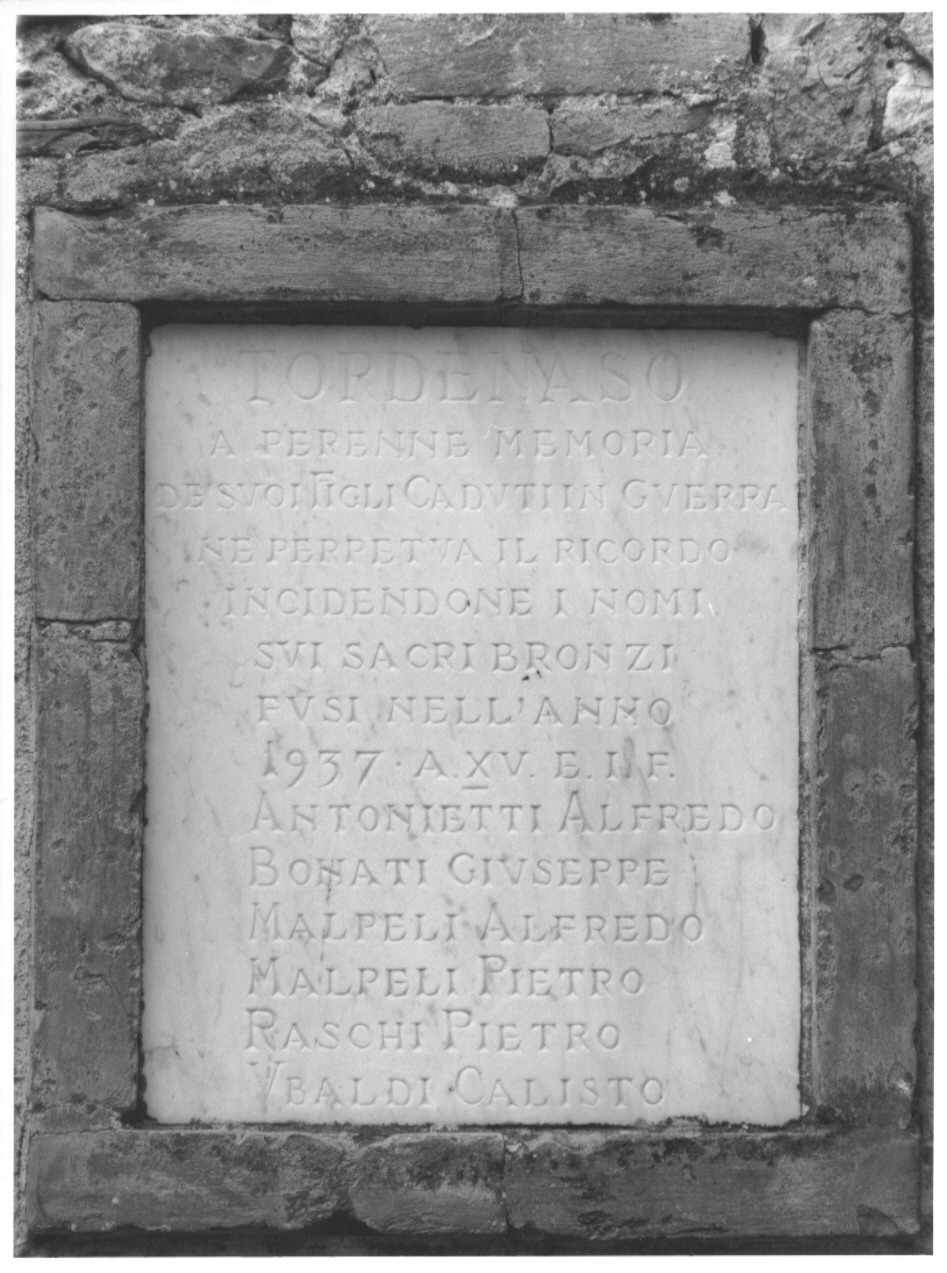 TORDENASO
A PERENNE MEMORIA
DE' SVOI FIGLI CADVTI IN GVERRA
NE PERPETVA IL RICORDO
INCIDENDONE I NOMI
SVI SACRI BRONZI
FVSI NELL'ANNO
1937 · A. XV. E. I. F.
ANTONIETTI ALFREDO
BONATI GIVSEPPE
MALPELI ALFREDO
MALPELI PIETRO
RASCHI PIETRO
VBALDI CALISTO